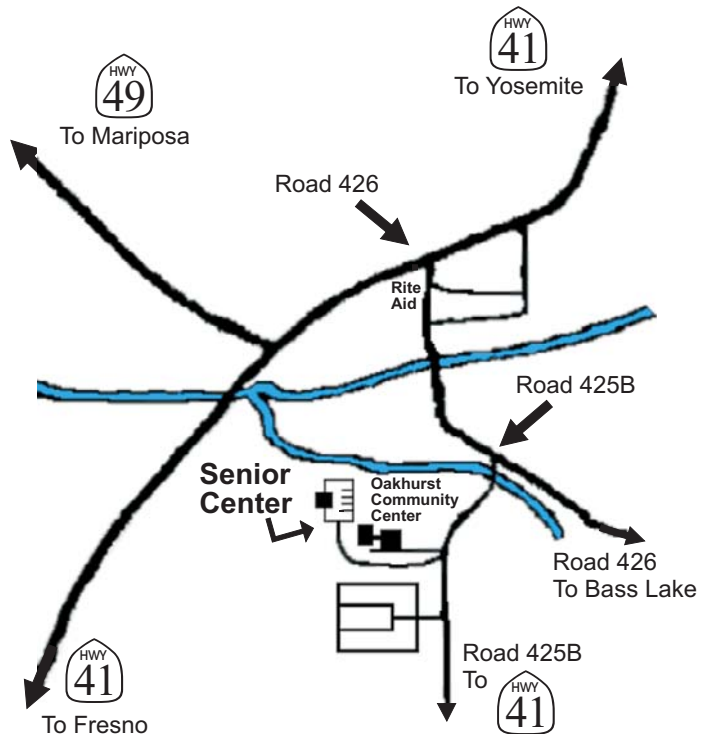 HWY
41
To Yosemite
HWY
49
To Mariposa
Road 426
Rite
Aid
Road 425B
Senior
Center
Oakhurst
Community
Center
Road 426
To Bass Lake
Road 425B
To
HWY
41
HWY
41
To Fresno